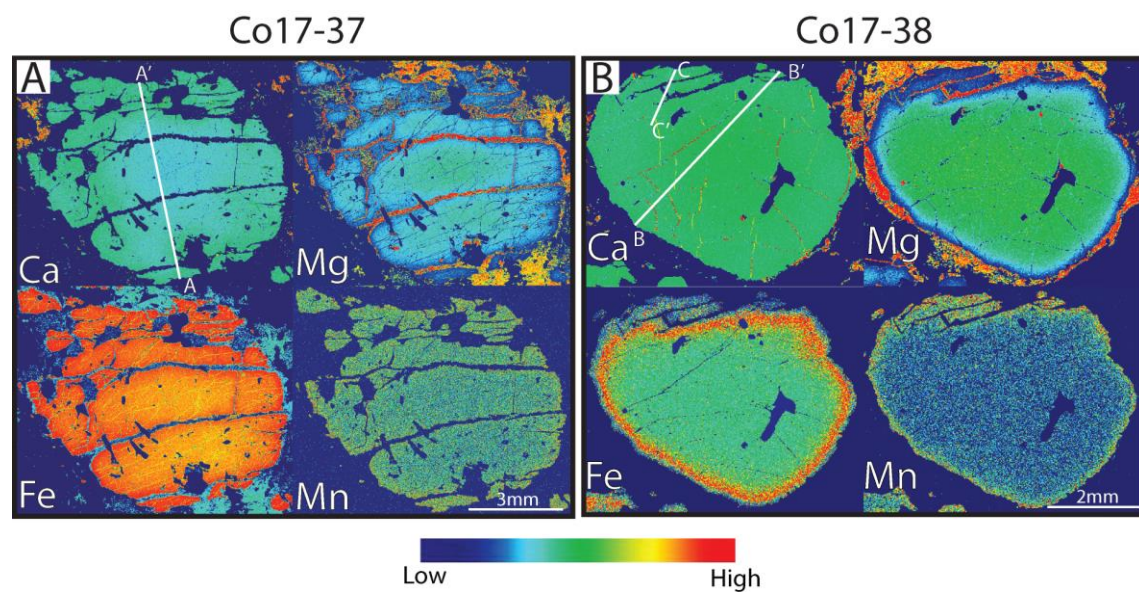 Co17-37
Co17-38
A
A'
A
Ca
Mg
Fe
Mn
3mm
B
C
C'
B'
B
Ca
Mg
Fe
Mn
2mm
Low
High